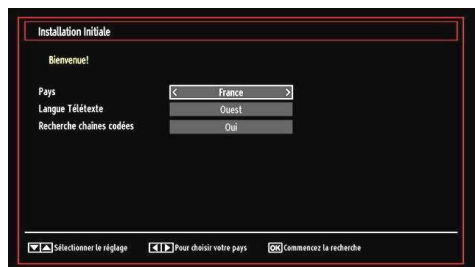 Installation Initiale
Bienvenue!
Pays < France >
Langue Télétexte Ouest
Recherche chaines codées Oui
Sélectionner le réglage Pour choisir votre pays OK Commencez la recherche